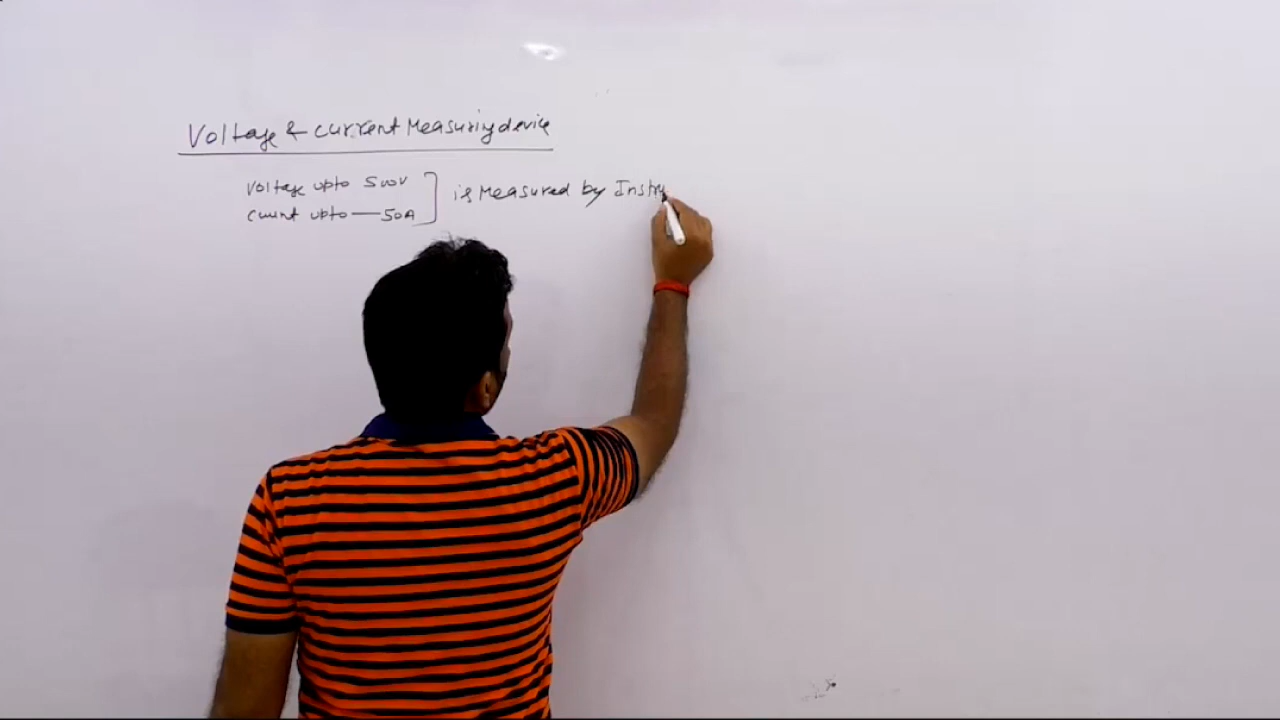 Voltage & current Measuring device
Voltage upto 500V
is Measured by Instru
current upto — 50A